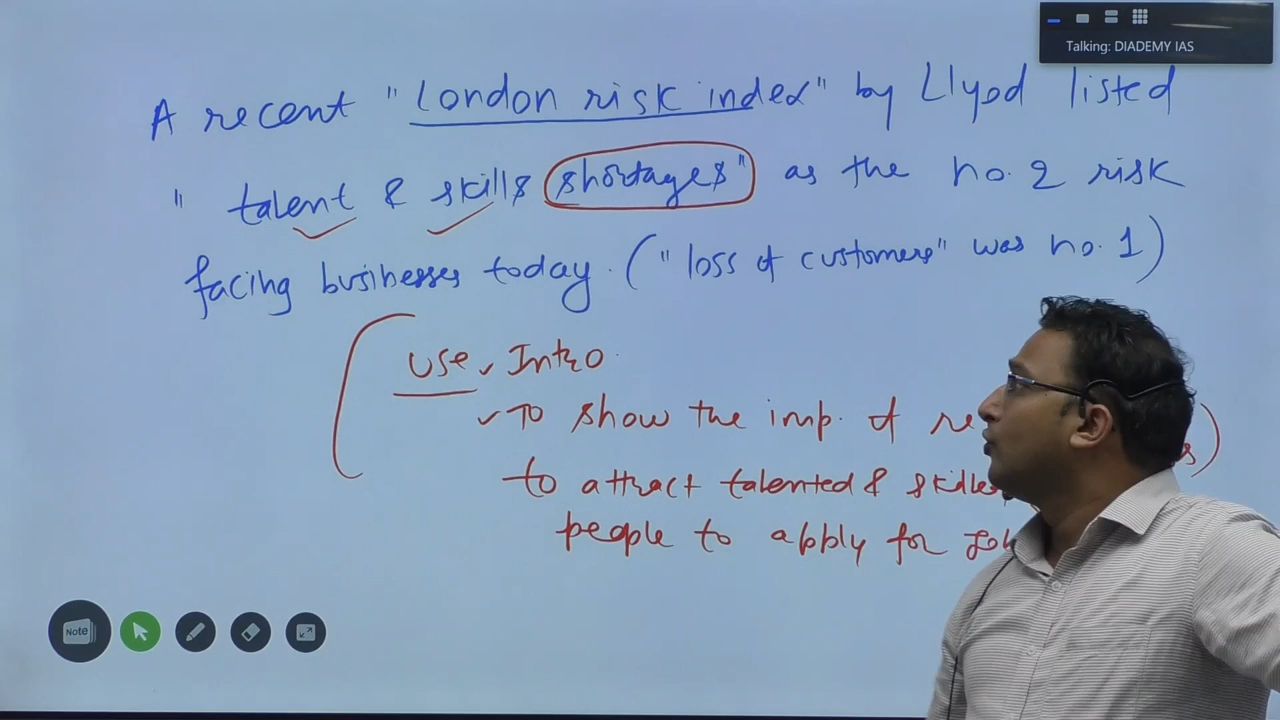 Talking: DIADEMY IAS
A recent "London risk index" by Llyod listed
"talent & skills shortages" as the no. 2 risk
facing businesses today. ("loss of customers" was no. 1)
Use Intro
To show the imp. of
to attract talented &
people to apply for
Note